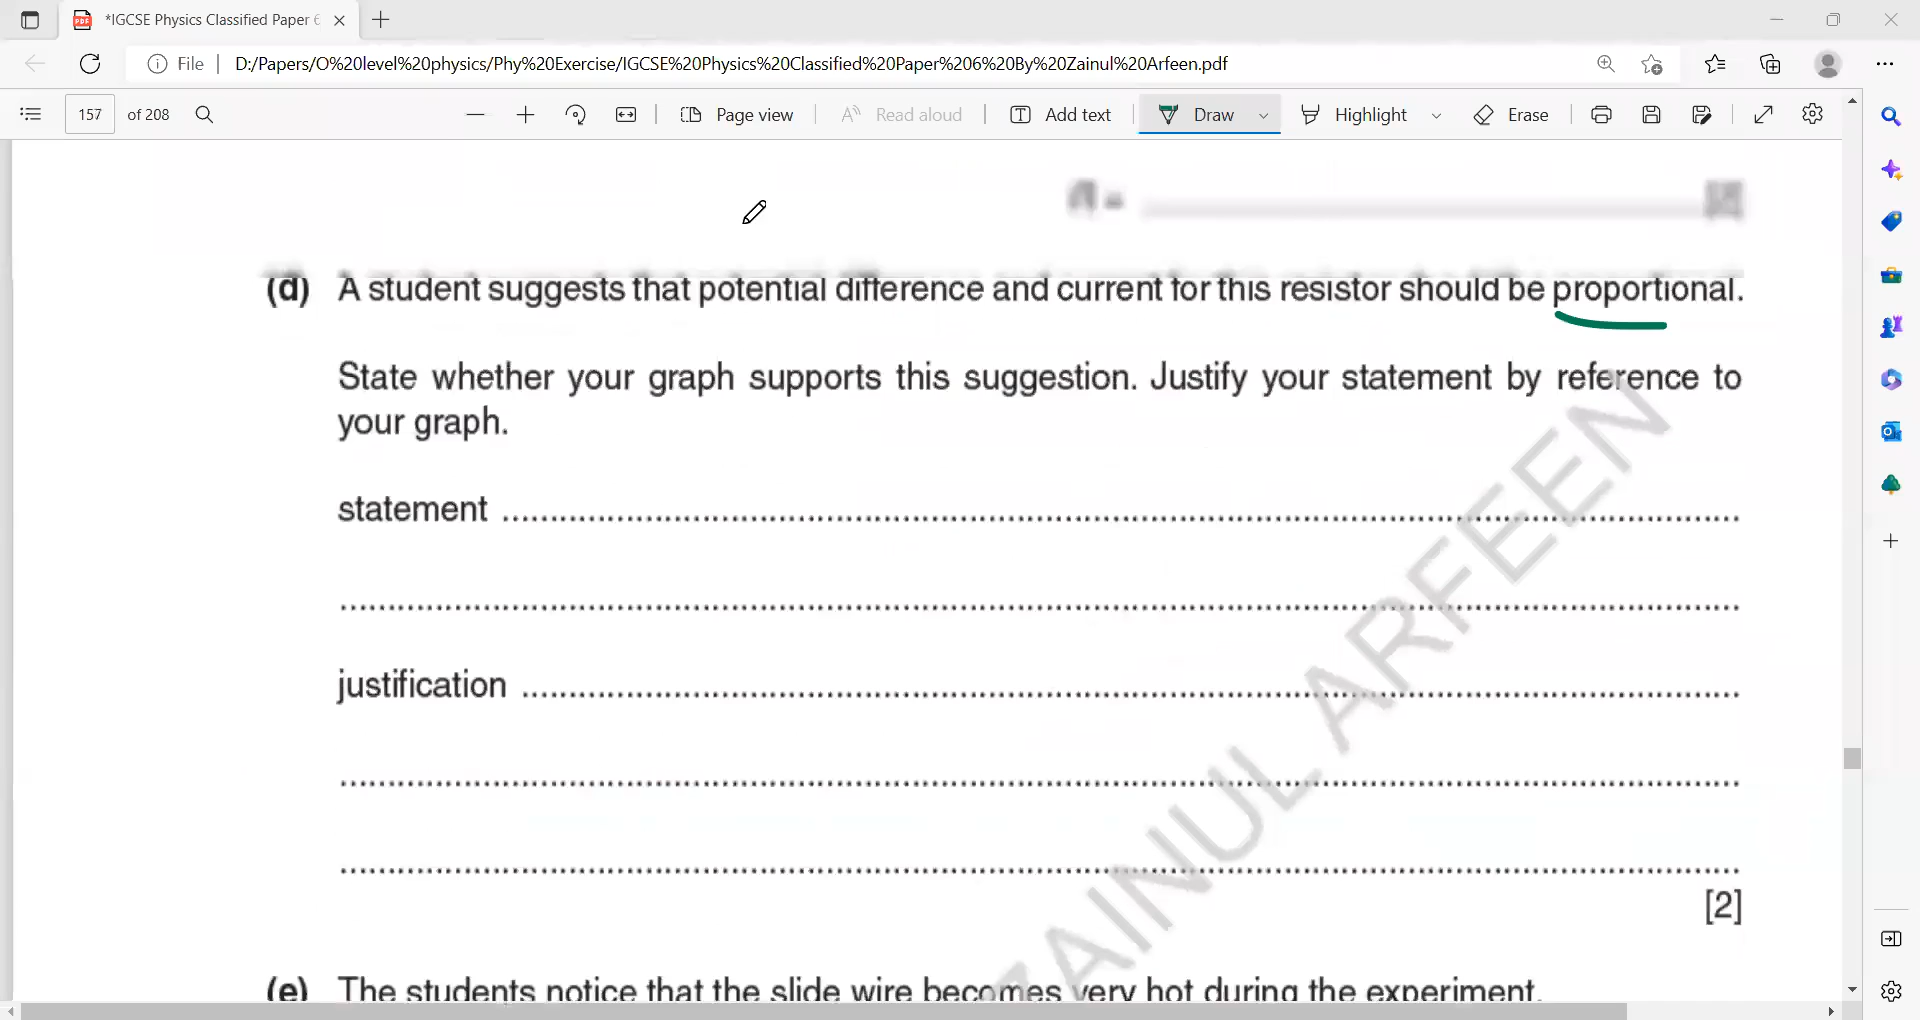 *IGCSE Physics Classified Paper 6
File
D:/Papers/O%20level%20physics/Phy%20Exercise/IGCSE%20Physics%20Classified%20Paper%206%20By%20Zainul%20Arfeen.pdf
157 of 208
Page view
Read aloud
Add text
Draw
Highlight
Erase
(d) A student suggests that potential difference and current for this resistor should be proportional.
State whether your graph supports this suggestion. Justify your statement by reference to
your graph.
statement
justification
[2]
ZAINUL ARFEEN
(e) The students notice that the slide wire becomes very hot during the experiment.